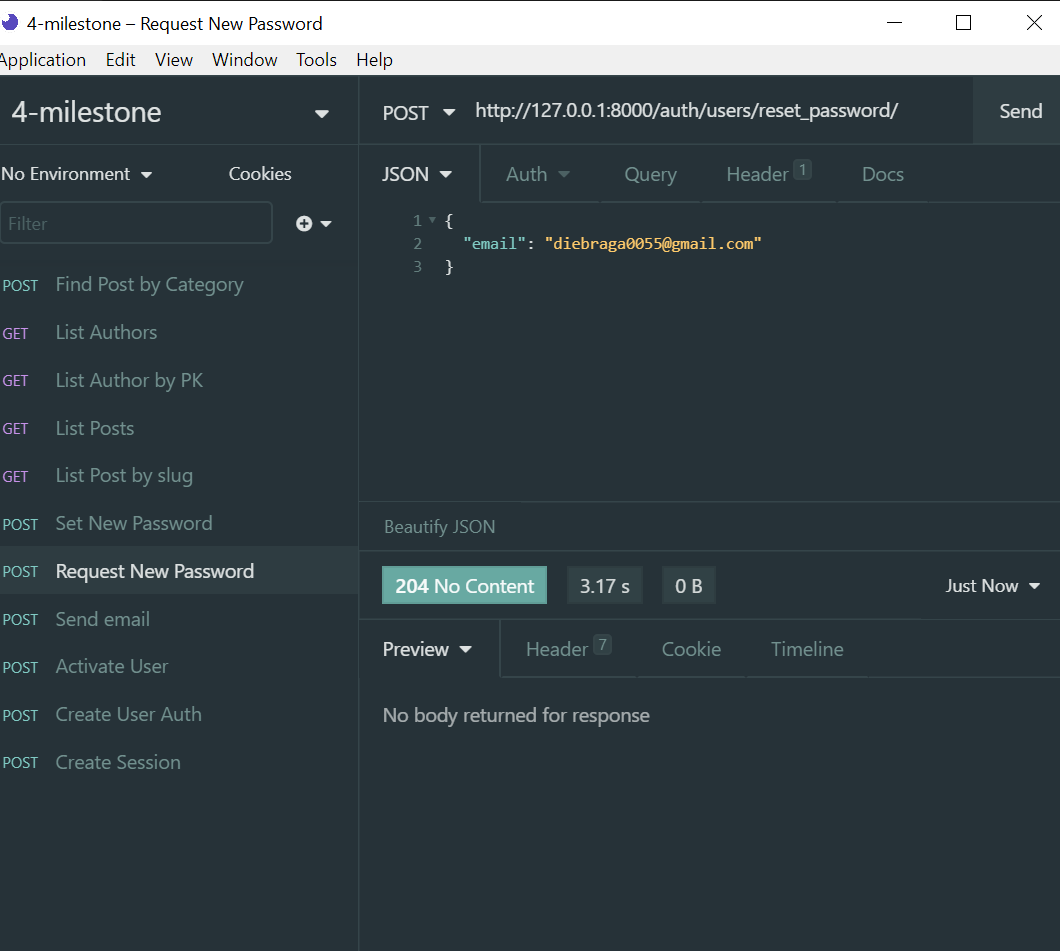 4-milestone – Request New Password
Application Edit View Window Tools Help
4-milestone
No Environment Cookies
Filter
POST Find Post by Category
GET List Authors
GET List Author by PK
GET List Posts
GET List Post by slug
POST Set New Password
POST Request New Password
POST Send email
POST Activate User
POST Create User Auth
POST Create Session
POST http://127.0.0.1:8000/auth/users/reset_password/ Send
JSON Auth Query Header 1 Docs
1 {
2 "email": "diebraga0055@gmail.com"
3 }
Beautify JSON
204 No Content 3.17 s 0 B Just Now
Preview Header 7 Cookie Timeline
No body returned for response